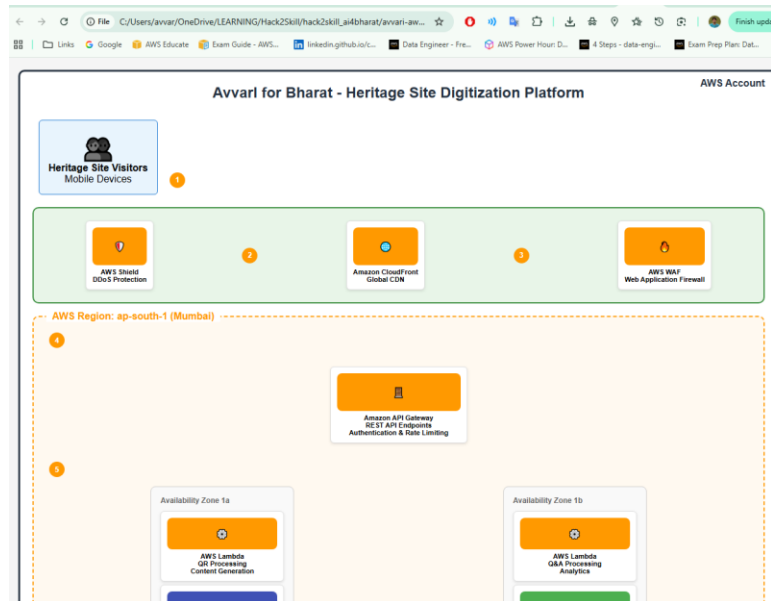 File
C:/Users/avvar/OneDrive/LEARNING/Hack2Skill/hack2skill_ai4bharat/avvari-aw...
Finish upda
Links
Google
AWS Educate
Exam Guide - AWS...
linkedin.github.io/c...
Data Engineer - Fre...
AWS Power Hour: D...
4 Steps - data-engi...
Exam Prep Plan: Dat...
AWS Account
AvvarI for Bharat - Heritage Site Digitization Platform
Heritage Site Visitors
Mobile Devices
1
AWS Shield
DDoS Protection
2
Amazon CloudFront
Global CDN
3
AWS WAF
Web Application Firewall
AWS Region: ap-south-1 (Mumbai)
4
Amazon API Gateway
REST API Endpoints
Authentication & Rate Limiting
5
Availability Zone 1a
AWS Lambda
QR Processing
Content Generation
Availability Zone 1b
AWS Lambda
Q&A Processing
Analytics